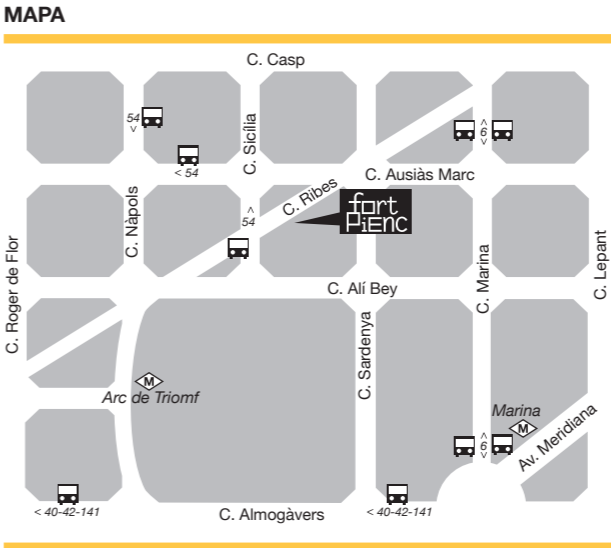 MAPA
C. Casp
54
<
< 54
C. Sicília
<
6
>
C. Ausiàs Marc
C. Ribes
fort
PiENC
>
54
C. Nàpols
C. Roger de Flor
C. Marina
C. Lepant
C. Alí Bey
C. Sardenya
M
Arc de Triomf
Marina
M
<
6
>
Av. Meridiana
< 40-42-141
C. Almogàvers
< 40-42-141